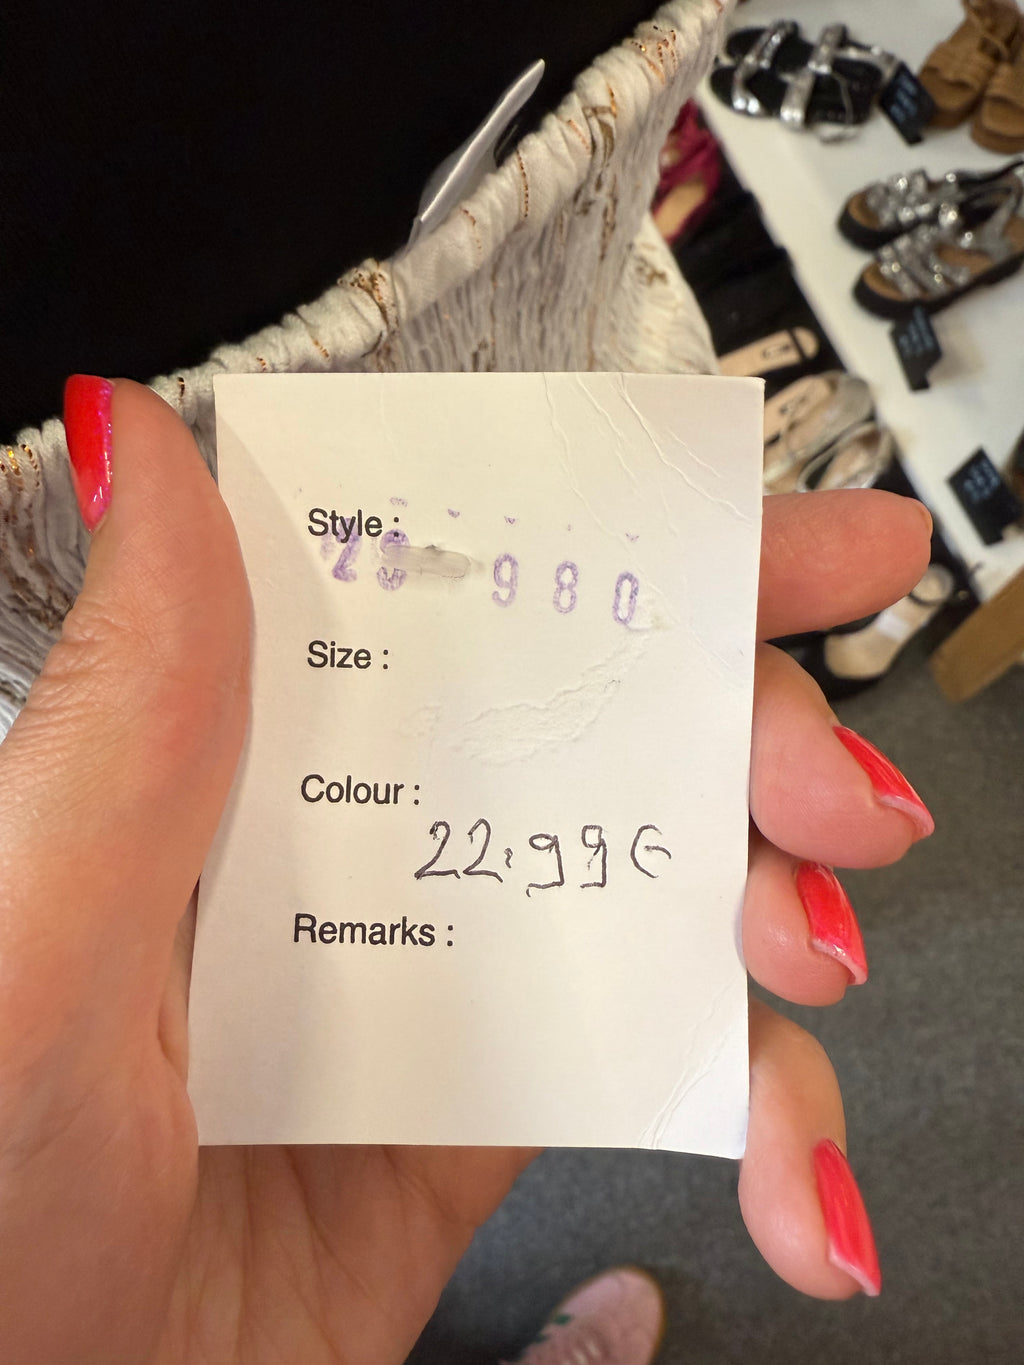 Style :
980
Size :
Colour :
22.99€
Remarks :